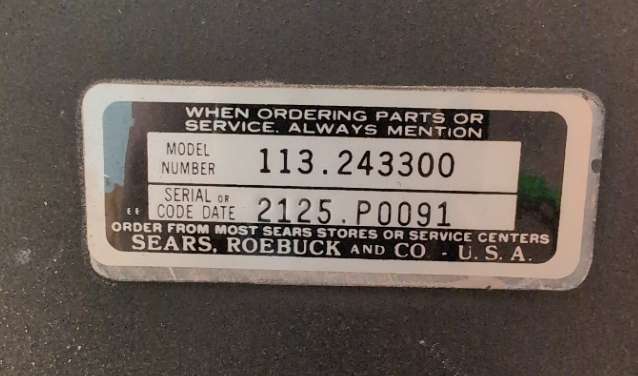 WHEN ORDERING PARTS OR
SERVICE. ALWAYS MENTION
MODEL
NUMBER 113.243300
SERIAL OR
EE CODE DATE 2125.P0091
ORDER FROM MOST SEARS STORES OR SERVICE CENTERS
SEARS, ROEBUCK AND CO - U.S.A.